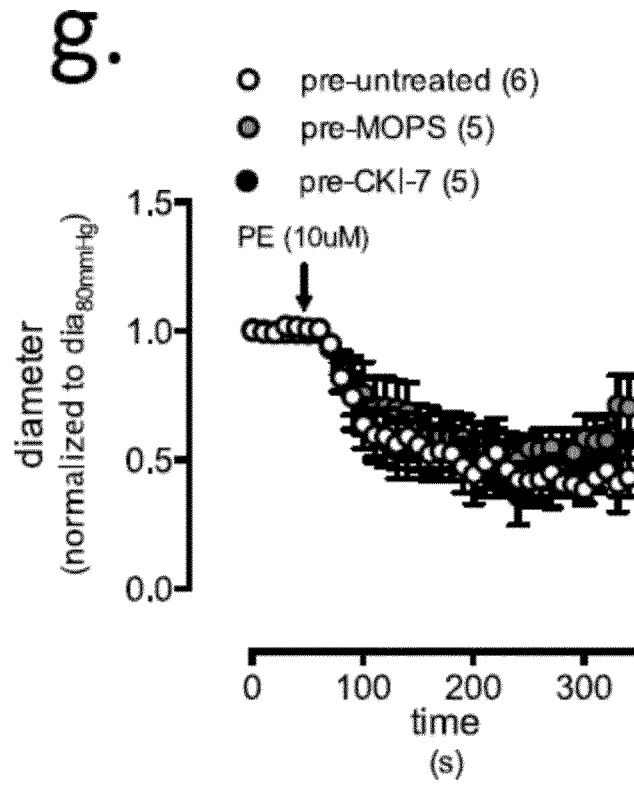 g.
pre-untreated (6)
pre-MOPS (5)
pre-CKI-7 (5)
PE (10uM)
1.5
1.0
0.5
0.0
diameter
(normalized to dia80mmHg)
0 100 200 300
time
(s)